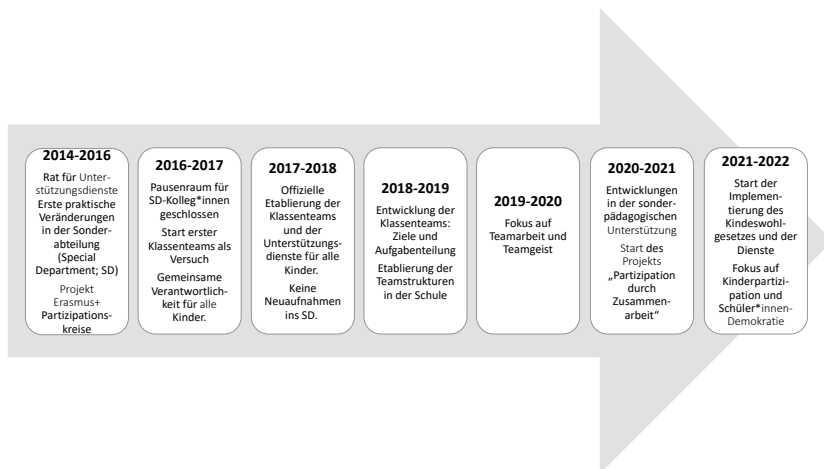 2014-2016
Rat für Unter-
stützungsdienste
Erste praktische
Veränderungen
in der Sonder-
abteilung
(Special
Department; SD)
Projekt
Erasmus+
Partizipations-
kreise
2016-2017
Pausenraum für
SD-Kolleg*innen
geschlossen
Start erster
Klassenteams als
Versuch
Gemeinsame
Verantwortlich-
keit für alle
Kinder.
2017-2018
Offizielle
Etablierung der
Klassenteams
und der
Unterstützungs-
dienste für alle
Kinder.
Keine
Neuaufnahmen
ins SD.
2018-2019
Entwicklung der
Klassenteams:
Ziele und
Aufgabenteilung
Etablierung der
Teamstrukturen
in der Schule
2019-2020
Fokus auf
Teamarbeit und
Teamgeist
2020-2021
Entwicklungen
in der sonder-
pädagogischen
Unterstützung
Start des
Projekts
„Partizipation
durch
Zusammen-
arbeit“
2021-2022
Start der
Implemen-
tierung des
Kindeswohl-
gesetzes und der
Dienste
Fokus auf
Kinderpartizi-
pation und
Schüler*innen-
Demokratie